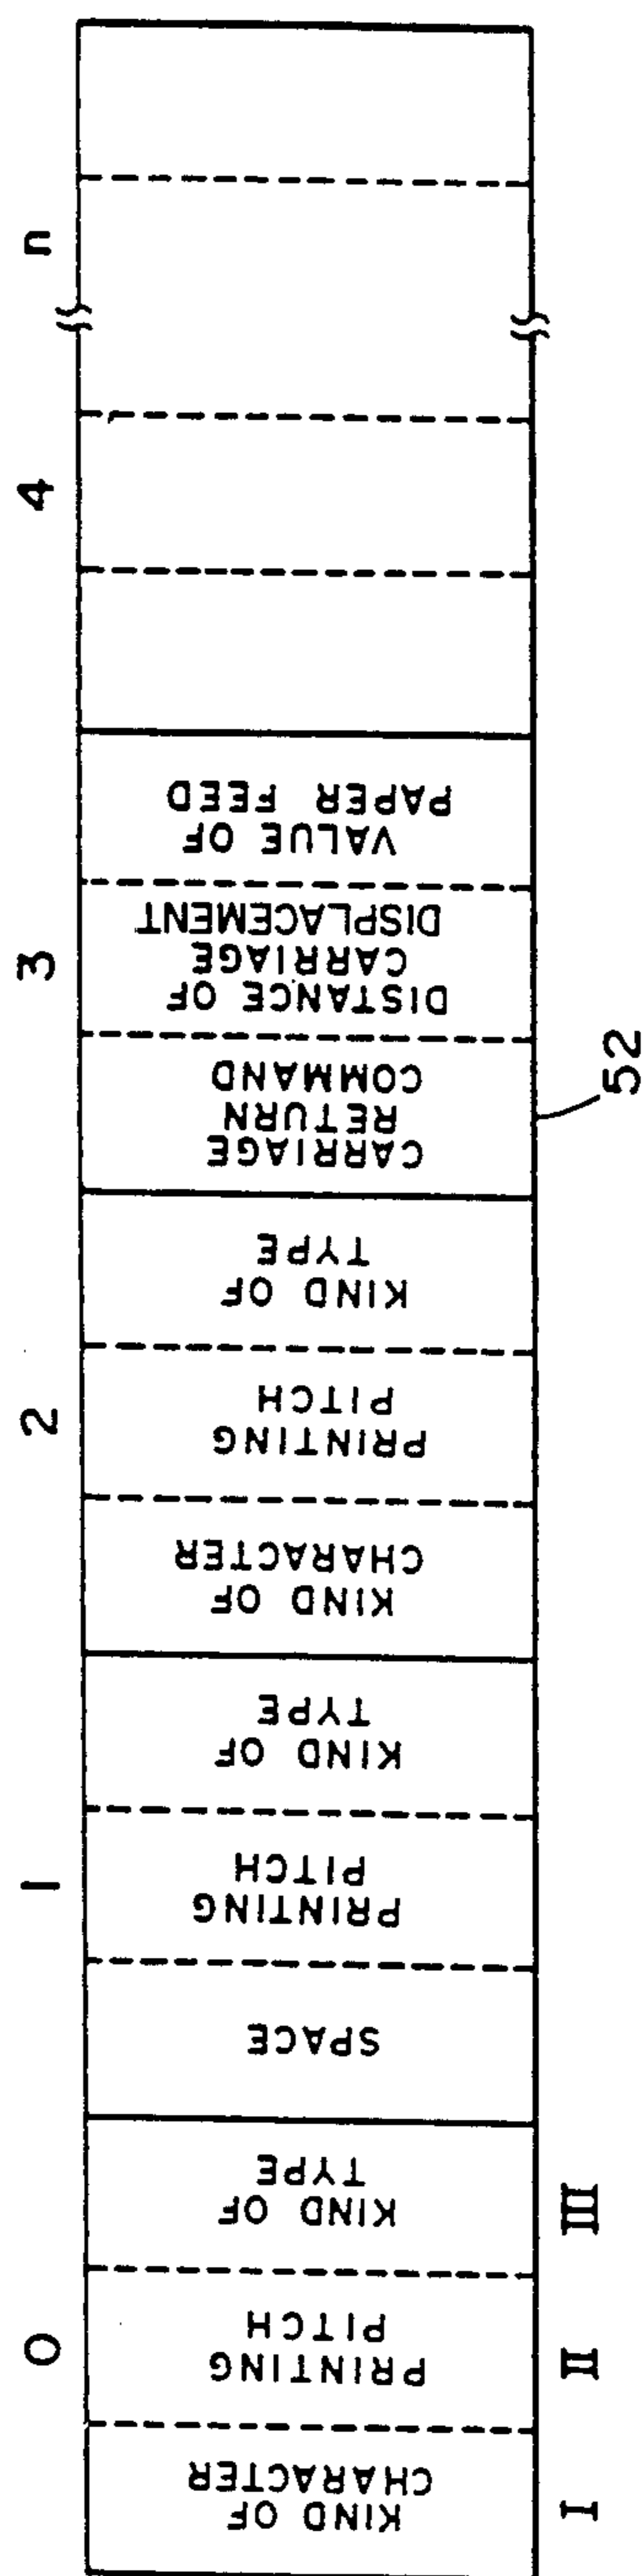 0
1
2
3
4
n
KIND OF
CHARACTER
PRINTING
PITCH
KIND OF
TYPE
SPACE
PRINTING
PITCH
KIND OF
TYPE
KIND OF
CHARACTER
PRINTING
PITCH
KIND OF
TYPE
CARRIAGE
RETURN
COMMAND
DISTANCE OF
CARRIAGE
DISPLACEMENT
VALUE OF
PAPER FEED
I
II
III
52